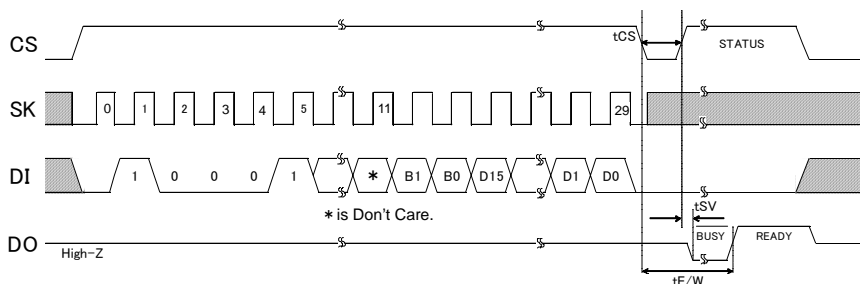 CS tCS STATUS
SK 0 1 2 3 4 5 11 29
DI 1 0 0 0 1 * B1 B0 D15 D1 D0
* is Don't Care.
tSV
DO High-Z BUSY READY
tE/W